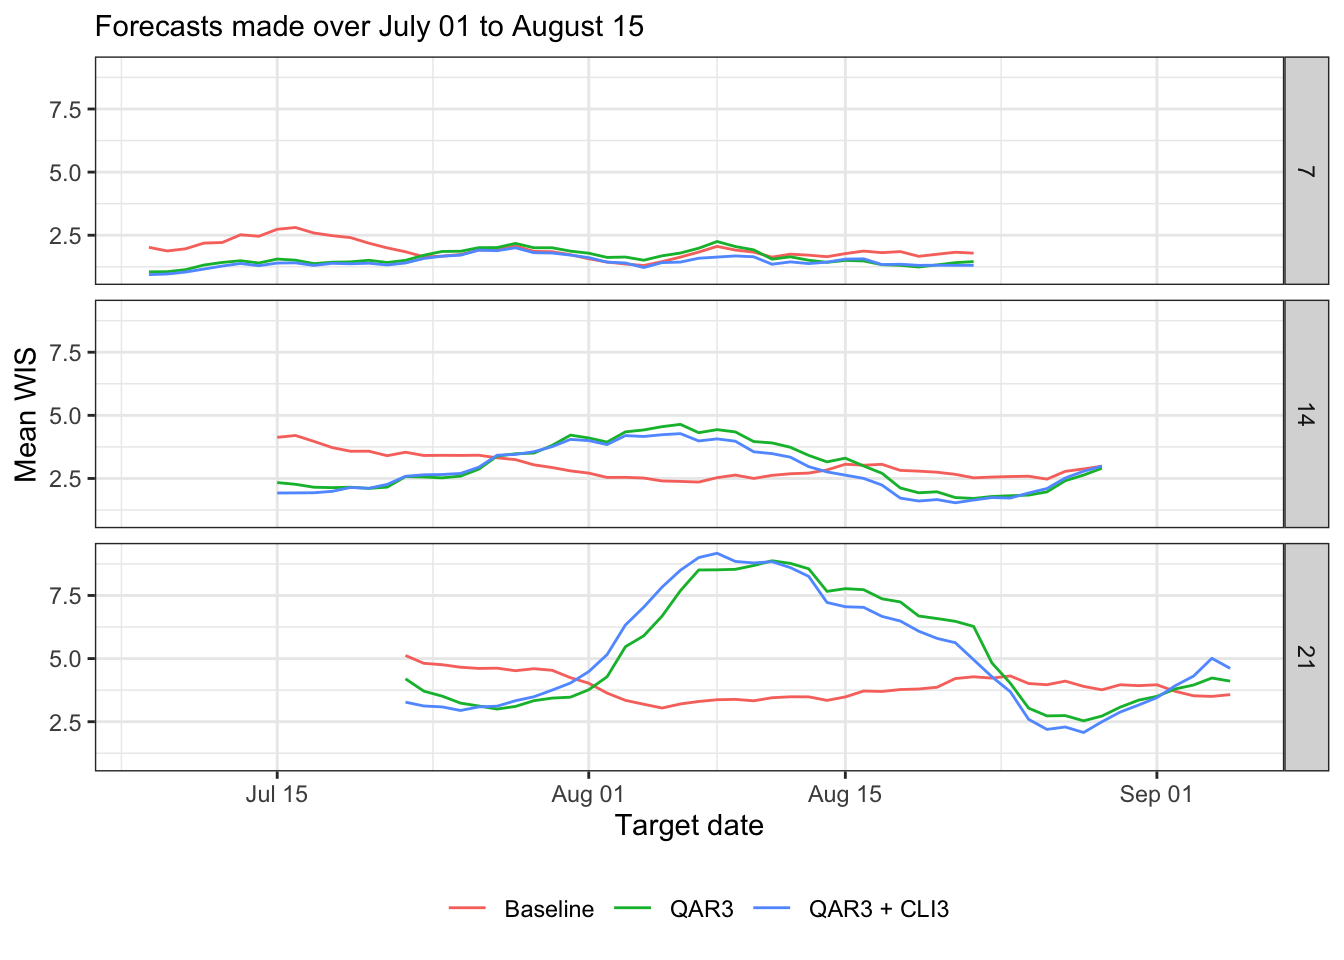 Forecasts made over July 01 to August 15
7.5
5.0
2.5
7
7.5
5.0
2.5
14
Mean WIS
7.5
5.0
2.5
21
Jul 15 Aug 01 Aug 15 Sep 01
Target date
Baseline QAR3 QAR3 + CLI3